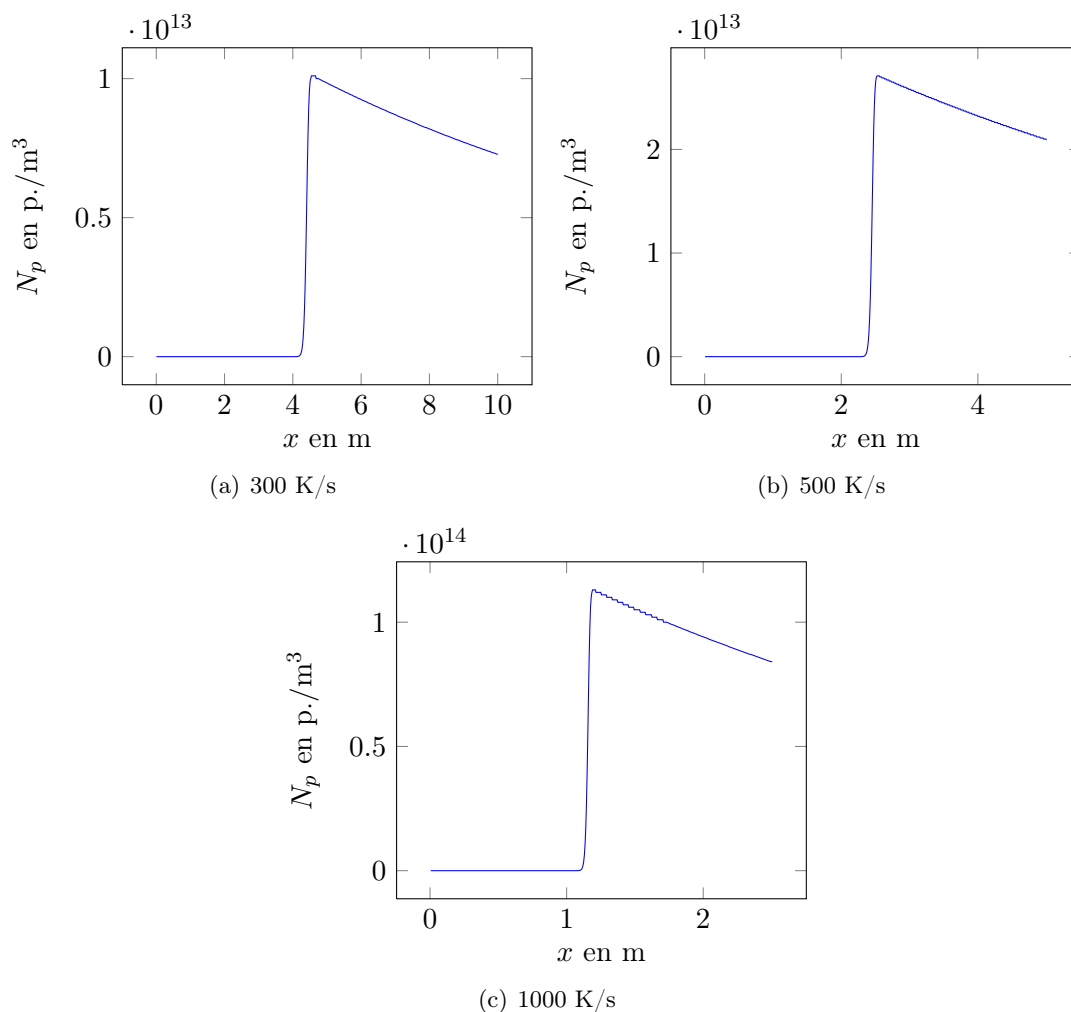 · 10^13
1
0.5
0
N_p en p./m^3
0 2 4 6 8 10
x en m
(a) 300 K/s
· 10^13
2
1
0
N_p en p./m^3
0 2 4
x en m
(b) 500 K/s
· 10^14
1
0.5
0
N_p en p./m^3
0 1 2
x en m
(c) 1000 K/s